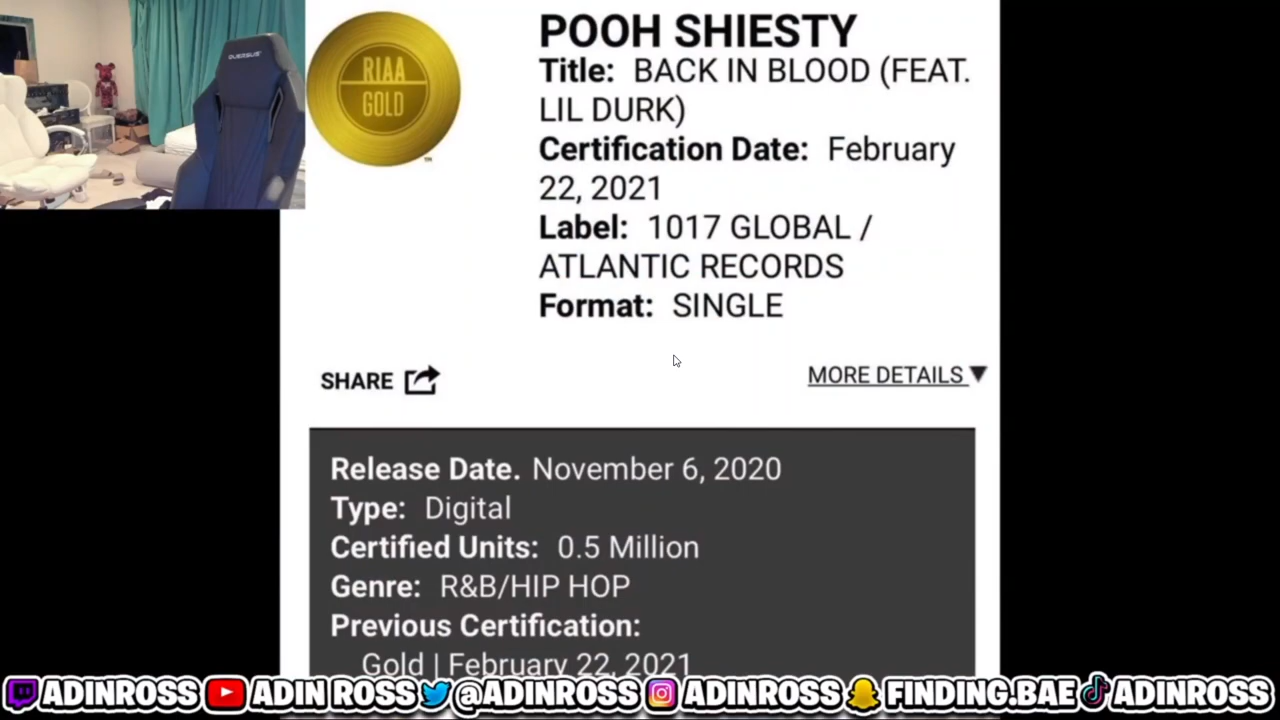 POOH SHIESTY
Title: BACK IN BLOOD (FEAT.
LIL DURK)
Certification Date: February
22, 2021
Label: 1017 GLOBAL /
ATLANTIC RECORDS
Format: SINGLE
RIAA
GOLD
™
SHARE
MORE DETAILS
Release Date. November 6, 2020
Type: Digital
Certified Units: 0.5 Million
Genre: R&B/HIP HOP
Previous Certification:
Gold | February 22, 2021
ADINROSS ADIN ROSS @ADINROSS ADINROSS FINDING.BAE ADINROSS